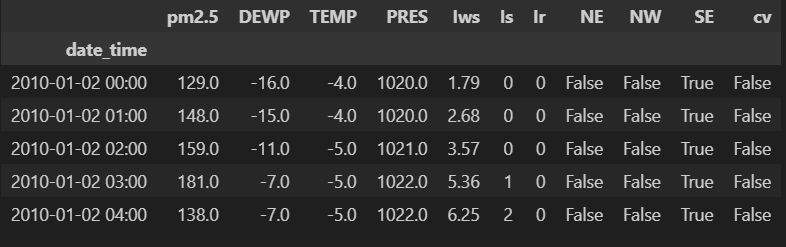 pm2.5 DEWP TEMP PRES Iws Is Ir NE NW SE cv
date_time
2010-01-02 00:00 129.0 -16.0 -4.0 1020.0 1.79 0 0 False False True False
2010-01-02 01:00 148.0 -15.0 -4.0 1020.0 2.68 0 0 False False True False
2010-01-02 02:00 159.0 -11.0 -5.0 1021.0 3.57 0 0 False False True False
2010-01-02 03:00 181.0 -7.0 -5.0 1022.0 5.36 1 0 False False True False
2010-01-02 04:00 138.0 -7.0 -5.0 1022.0 6.25 2 0 False False True False